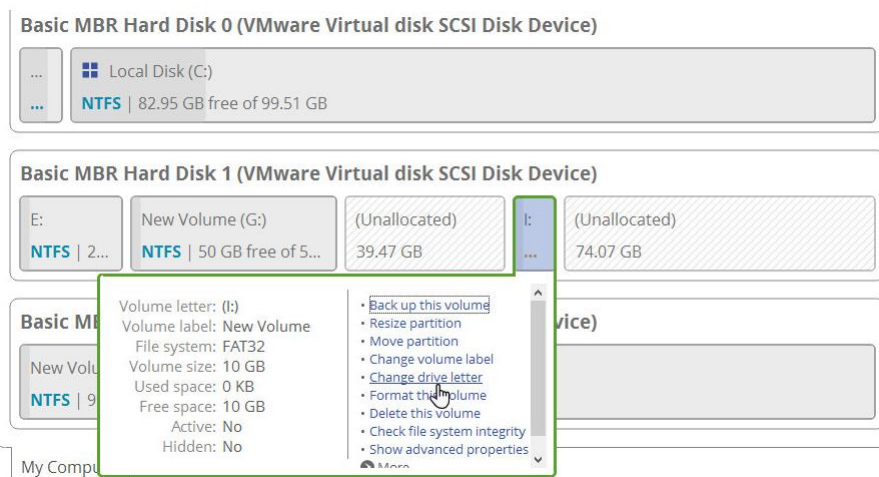 Basic MBR Hard Disk 0 (VMware Virtual disk SCSI Disk Device)
...
Local Disk (C:)
...
NTFS | 82.95 GB free of 99.51 GB
Basic MBR Hard Disk 1 (VMware Virtual disk SCSI Disk Device)
E:
New Volume (G:)
(Unallocated)
I:
(Unallocated)
NTFS | 2...
NTFS | 50 GB free of 5...
39.47 GB
...
74.07 GB
Volume letter: (I:)
Volume label: New Volume
File system: FAT32
Volume size: 10 GB
Used space: 0 KB
Free space: 10 GB
Active: No
Hidden: No
• Back up this volume
• Resize partition
• Move partition
• Change volume label
• Change drive letter
• Format this volume
• Delete this volume
• Check file system integrity
• Show advanced properties
More
Basic
New
NTFS | 9
My